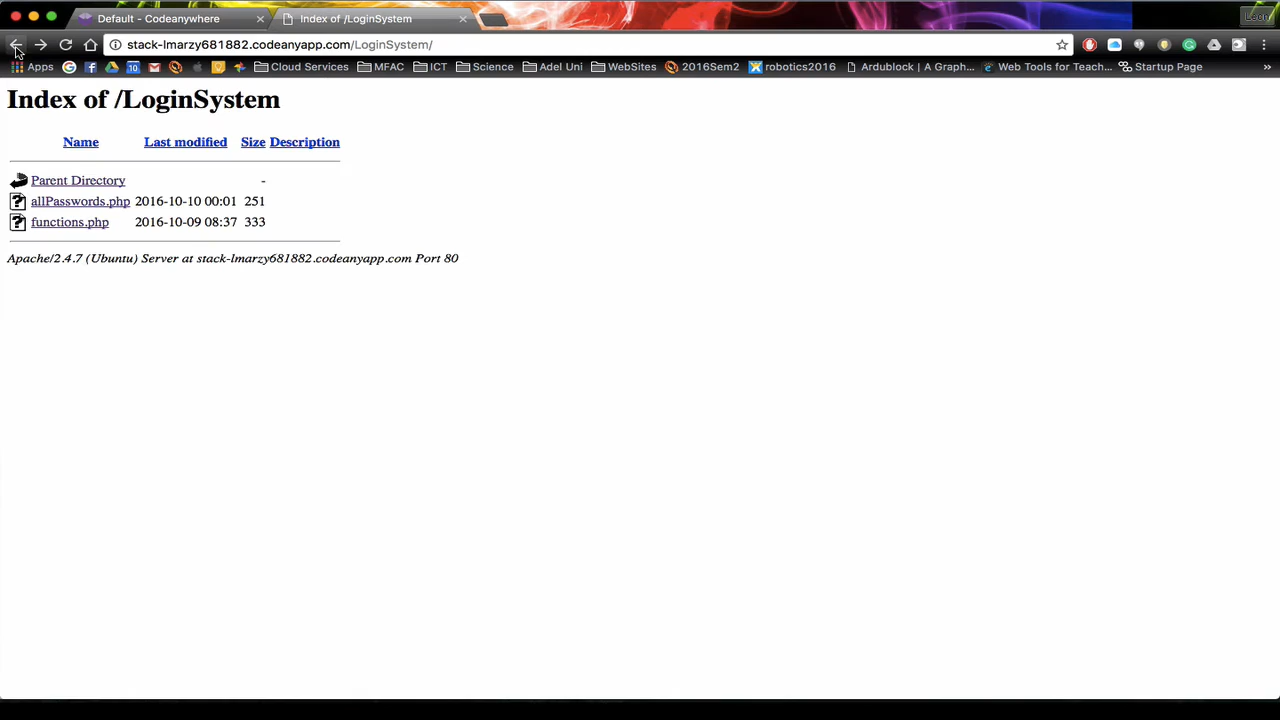 Default - Codeanywhere
Index of /LoginSystem
Leon
stack-lmarzy681882.codeanyapp.com/LoginSystem/
Apps
10
Cloud Services
MFAC
ICT
Science
Adel Uni
WebSites
2016Sem2
robotics2016
Ardublock | A Graph...
Web Tools for Teach...
Startup Page
»
Index of /LoginSystem
Name Last modified Size Description
Parent Directory -
allPasswords.php 2016-10-10 00:01 251
functions.php 2016-10-09 08:37 333
Apache/2.4.7 (Ubuntu) Server at stack-lmarzy681882.codeanyapp.com Port 80